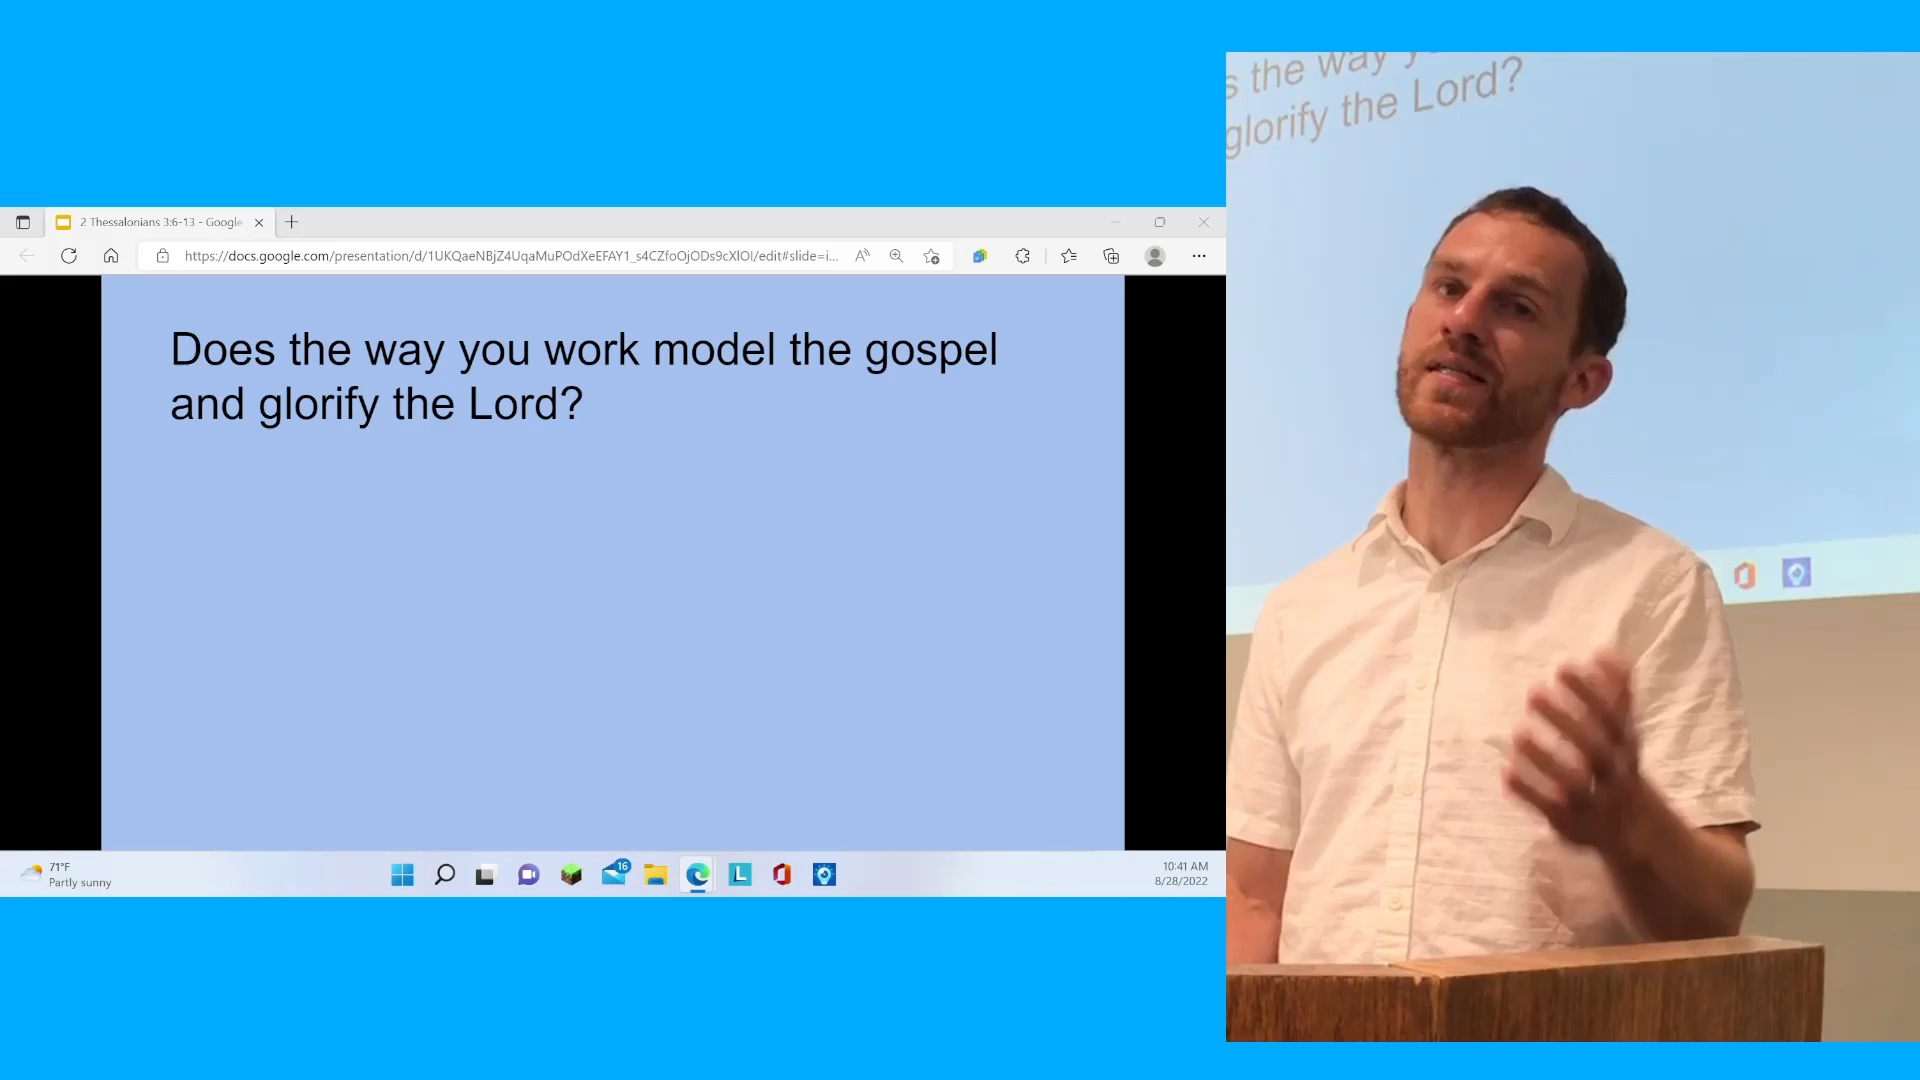 2 Thessalonians 3:6-13 - Google
https://docs.google.com/presentation/d/1UKQaeNBjZ4UqaMuPOdXeEFAY1_s4CZfoOjODs9cXlOI/edit#slide=i...
Does the way you work model the gospel
and glorify the Lord?
71°F
Partly sunny
16
L
10:41 AM
8/28/2022
s the way y
glorify the Lord?